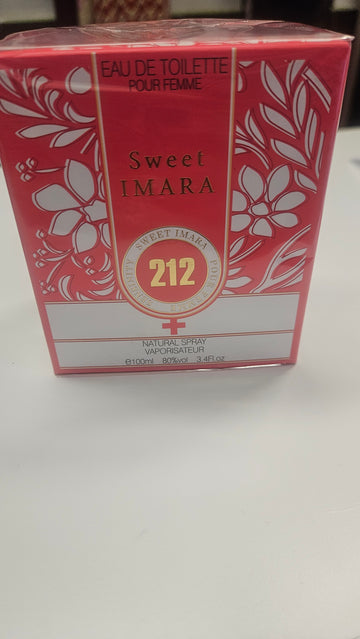 EAU DE TOILETTE
POUR FEMME
Sweet
IMARA
SWEET IMARA
212
NATURAL SPRAY
VAPORISATEUR
℮100ml 80%vol 3.4Fl.oz